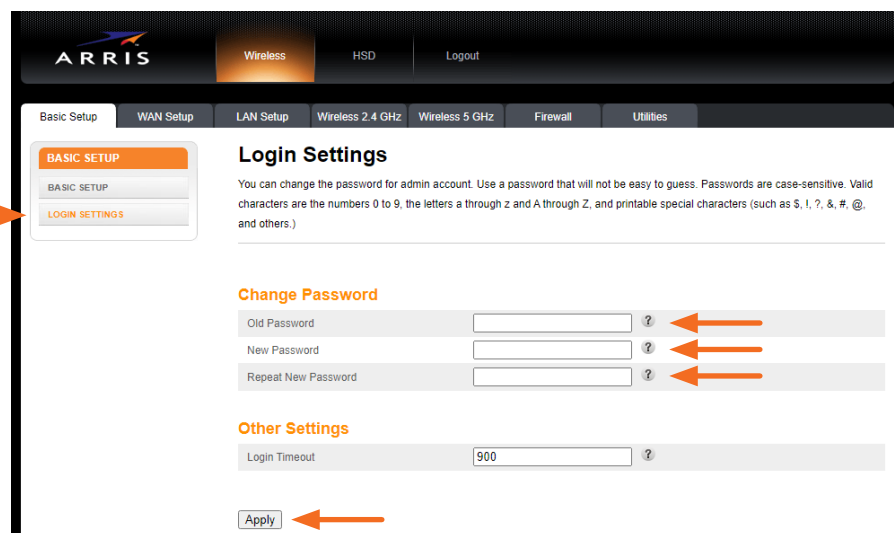 ARRIS
Wireless HSD Logout
Basic Setup WAN Setup LAN Setup Wireless 2.4 GHz Wireless 5 GHz Firewall Utilities
BASIC SETUP
BASIC SETUP
LOGIN SETTINGS
Login Settings
You can change the password for admin account. Use a password that will not be easy to guess. Passwords are case-sensitive. Valid
characters are the numbers 0 to 9, the letters a through z and A through Z, and printable special characters (such as $, !, ?, &, #, @,
and others.)
Change Password
Old Password ?
New Password ?
Repeat New Password ?
Other Settings
Login Timeout 900 ?
Apply